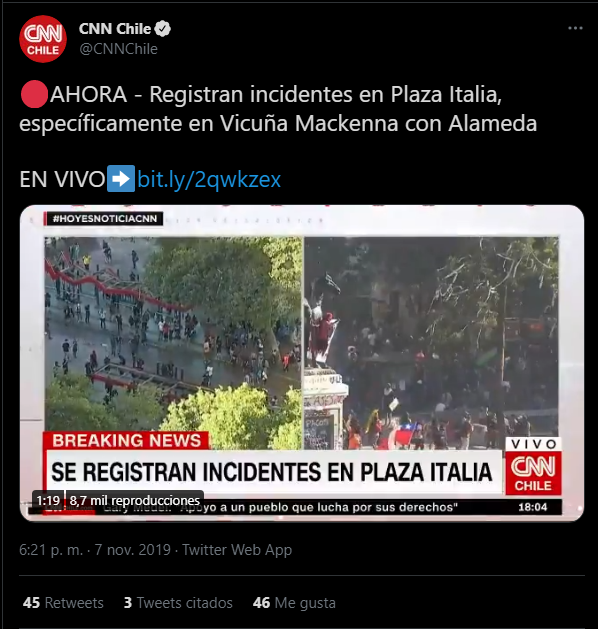 CNN Chile
@CNNChile
CNN
CHILE
AHORA - Registran incidentes en Plaza Italia,
específicamente en Vicuña Mackenna con Alameda
EN VIVO bit.ly/2qwkzex
#HOYESNOTICIACNN
BREAKING NEWS
VIVO
SE REGISTRAN INCIDENTES EN PLAZA ITALIA
CNN
CHILE
1:19 8,7 mil reproducciones
Gary Medel: "Apoyo a un pueblo que lucha por sus derechos"
18:04
6:21 p. m. · 7 nov. 2019 · Twitter Web App
45 Retweets 3 Tweets citados 46 Me gusta